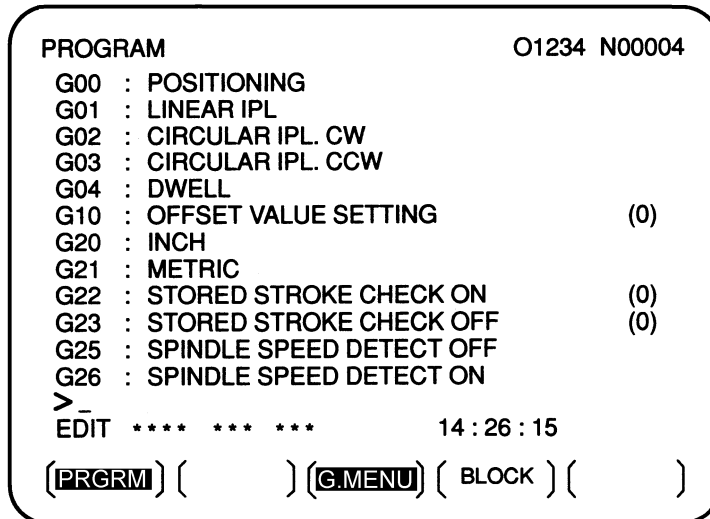 PROGRAM O1234 N00004
G00 : POSITIONING
G01 : LINEAR IPL
G02 : CIRCULAR IPL. CW
G03 : CIRCULAR IPL. CCW
G04 : DWELL
G10 : OFFSET VALUE SETTING (0)
G20 : INCH
G21 : METRIC
G22 : STORED STROKE CHECK ON (0)
G23 : STORED STROKE CHECK OFF (0)
G25 : SPINDLE SPEED DETECT OFF
G26 : SPINDLE SPEED DETECT ON
>_
EDIT **** *** *** 14 : 26 : 15
(PRGRM) ( ) (G.MENU) ( BLOCK ) ( )